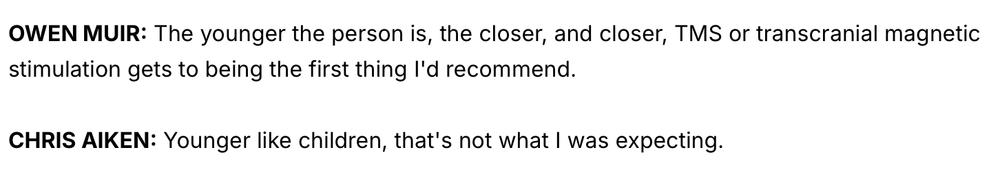 OWEN MUIR: The younger the person is, the closer, and closer, TMS or transcranial magnetic
stimulation gets to being the first thing I'd recommend.
CHRIS AIKEN: Younger like children, that's not what I was expecting.